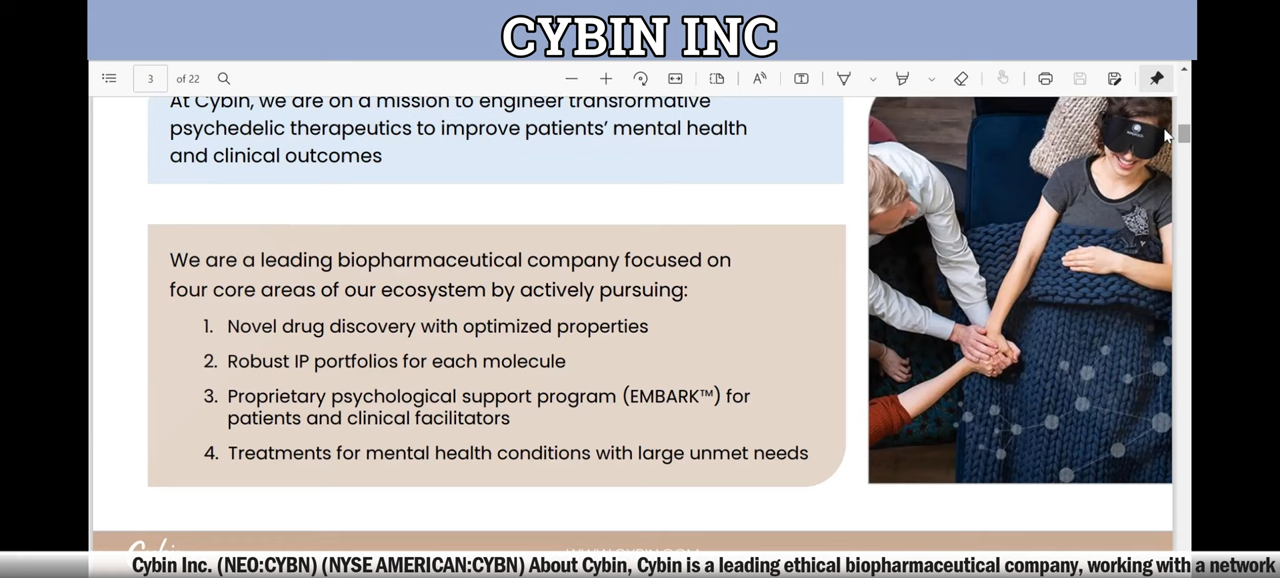 CYBIN INC
3 of 22
At Cybin, we are on a mission to engineer transformative
psychedelic therapeutics to improve patients' mental health
and clinical outcomes
We are a leading biopharmaceutical company focused on
four core areas of our ecosystem by actively pursuing:
1. Novel drug discovery with optimized properties
2. Robust IP portfolios for each molecule
3. Proprietary psychological support program (EMBARK™) for
patients and clinical facilitators
4. Treatments for mental health conditions with large unmet needs
Cybin Inc. (NEO:CYBN) (NYSE AMERICAN:CYBN) About Cybin, Cybin is a leading ethical biopharmaceutical company, working with a network